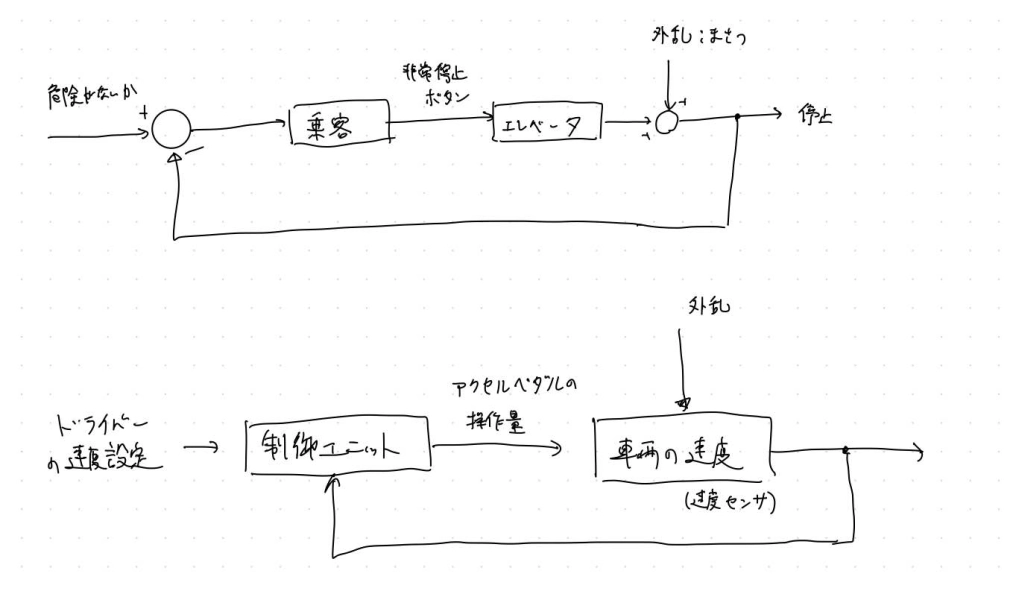 危険がないか
+
−
乗客
非常停止
ボタン
エレベータ
外乱：まさつ
+
+
停止
外乱
ドライバー
の速度設定
制御ユニット
アクセルペダルの
操作量
車両の速度
(速度センサ)